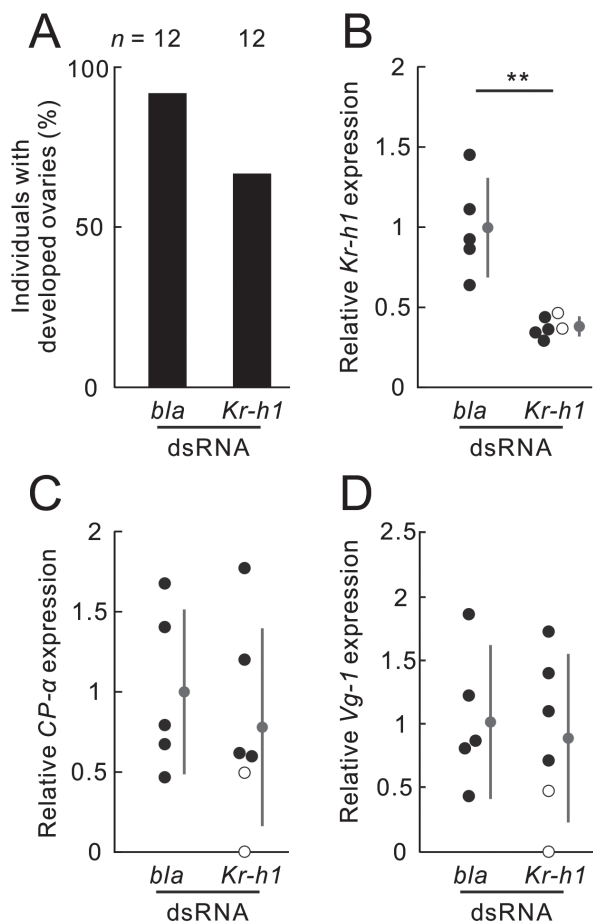 A
n = 12 12
Individuals with
developed ovaries (%)
100
50
0
bla Kr-h1
dsRNA
B
Relative Kr-h1 expression
2
1.5
1
0.5
0
**
bla Kr-h1
dsRNA
C
Relative CP-α expression
2
1.5
1
0.5
0
bla Kr-h1
dsRNA
D
Relative Vg-1 expression
2.5
2
1.5
1
0.5
0
bla Kr-h1
dsRNA